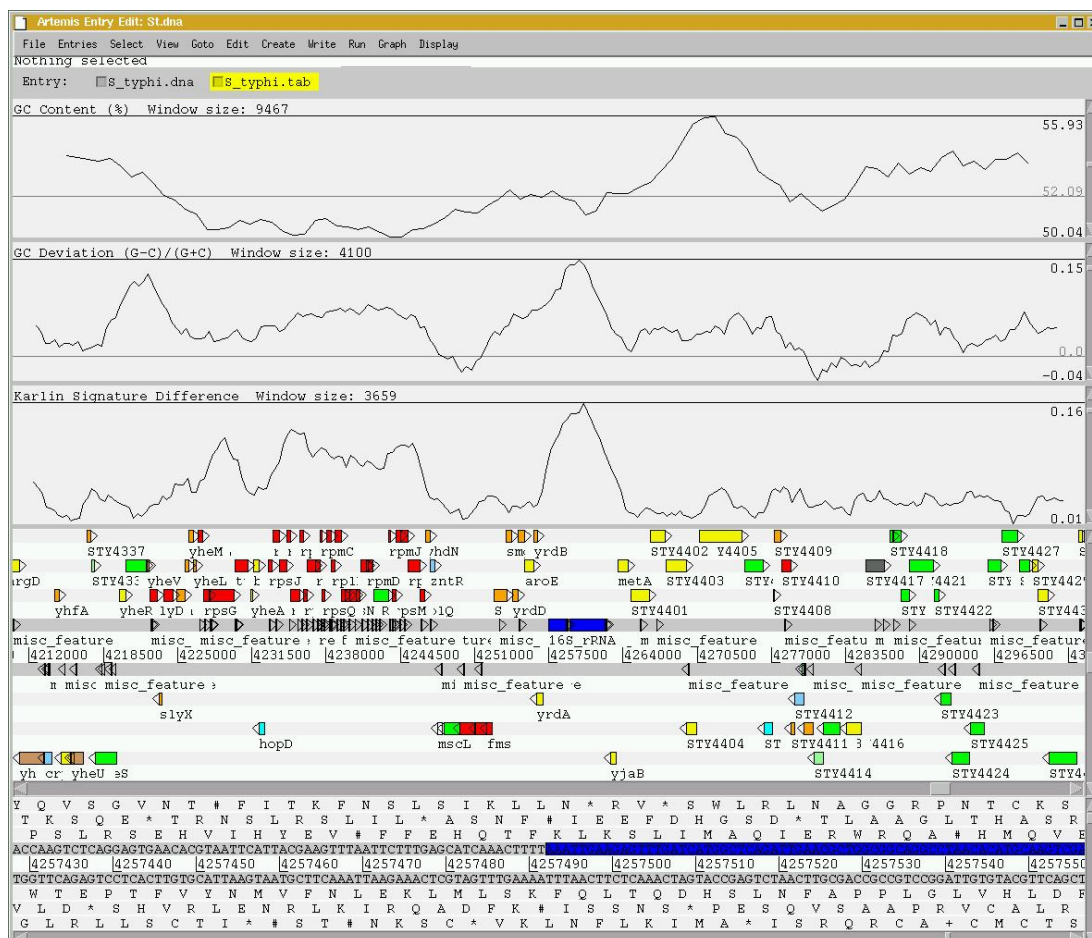 Artemis Entry Edit: St.dna
File Entries Select View Goto Edit Create Write Run Graph Display
Nothing selected
Entry: S_typhi.dna S_typhi.tab
GC Content (%) Window size: 9467
55.93
52.09
50.04
GC Deviation (G-C)/(G+C) Window size: 4100
0.15
0.0
-0.04
Karlin Signature Difference Window size: 3659
0.16
0.01
STY4337 yheM rpmC rpmJ yrdB STY4402 STY4409 STY4418 STY4427
yheV yheL rpsJ rpmD zntR aroE metA STY4403 STY4410 STY4417
yhfA yheR rpsG yheA rpsQ yrdD STY4401 STY4408 STY4422
misc_feature misc_ misc_feature misc_feature misc_ 16S rRNA misc_feature misc_feature
4212000 4218500 4225000 4231500 4238000 4244500 4251000 4257500 4264000 4270500 4277000 4283500 4290000 4296500
misc_feature misc_feature misc_feature misc_feature misc_feature misc_feature
slyX yrdA STY4412 STY4423
hopD mscL fms STY4404 ST STY4411 STY4425
yh yheU yjaB STY4414 STY4424
Y Q V S G V N T # F I T K F N S L S I K L L N * R V * S W L R L N A G G R P N T C K S
T K S Q E * T R N S L R S L I L * A S N F # I E E F D H G S D * T L A A G L T H A S R
P S L R S E H V I H Y E V # F F E H Q T F K L K S L I M A Q I E R W R Q A # H M Q V
ACCAAGTCTCAGGAGTGAACACGTAATTCATTACGAAGTTTAATTCTTTGAGCATCAAACTTTT
4257430 4257440 4257450 4257460 4257470 4257480 4257490 4257500 4257510 4257520 4257530 4257540 4257550
TGGTTCAGAGTCCTCACTTGTGCATTAAGTAATGCTTCAAATTAAGAAACTCGTAGTTTGAAAATTTAACTTCTCAAACTAGTACCGAGTCTAACTTGCGACCGCCGTCCGGATTGTGTACGTTCAGCT
W T E P T F V Y N M V F N L E K L M L S K F Q L T Q D H S L N F A P P L G L V H L D
V L D * S H V R L E N R L K I R Q A D F K # I S S N S * P E S Q V S A A P R V C A L R
G L R L L S C T I * # S T # N K S C * V K L N F L K I M A * I S R Q R C A + C M C T S